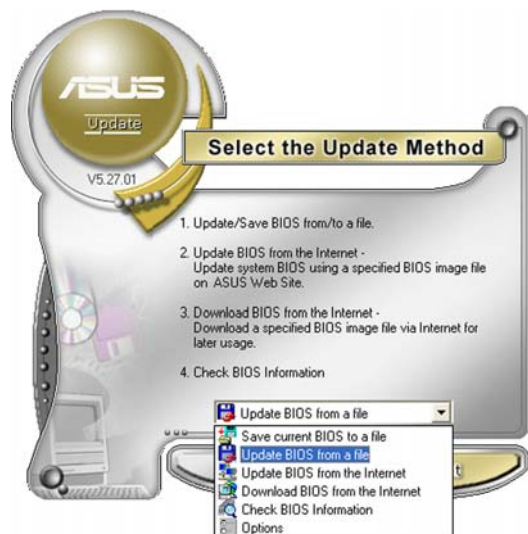 ASUS
Update
V5.27.01
Select the Update Method
1. Update/Save BIOS from/to a file.
2. Update BIOS from the Internet -
Update system BIOS using a specified BIOS image file
on ASUS Web Site.
3. Download BIOS from the Internet -
Download a specified BIOS image file via Internet for
later usage.
4. Check BIOS Information
Update BIOS from a file
Save current BIOS to a file
Update BIOS from a file
Update BIOS from the Internet
Download BIOS from the Internet
Check BIOS Information
Options